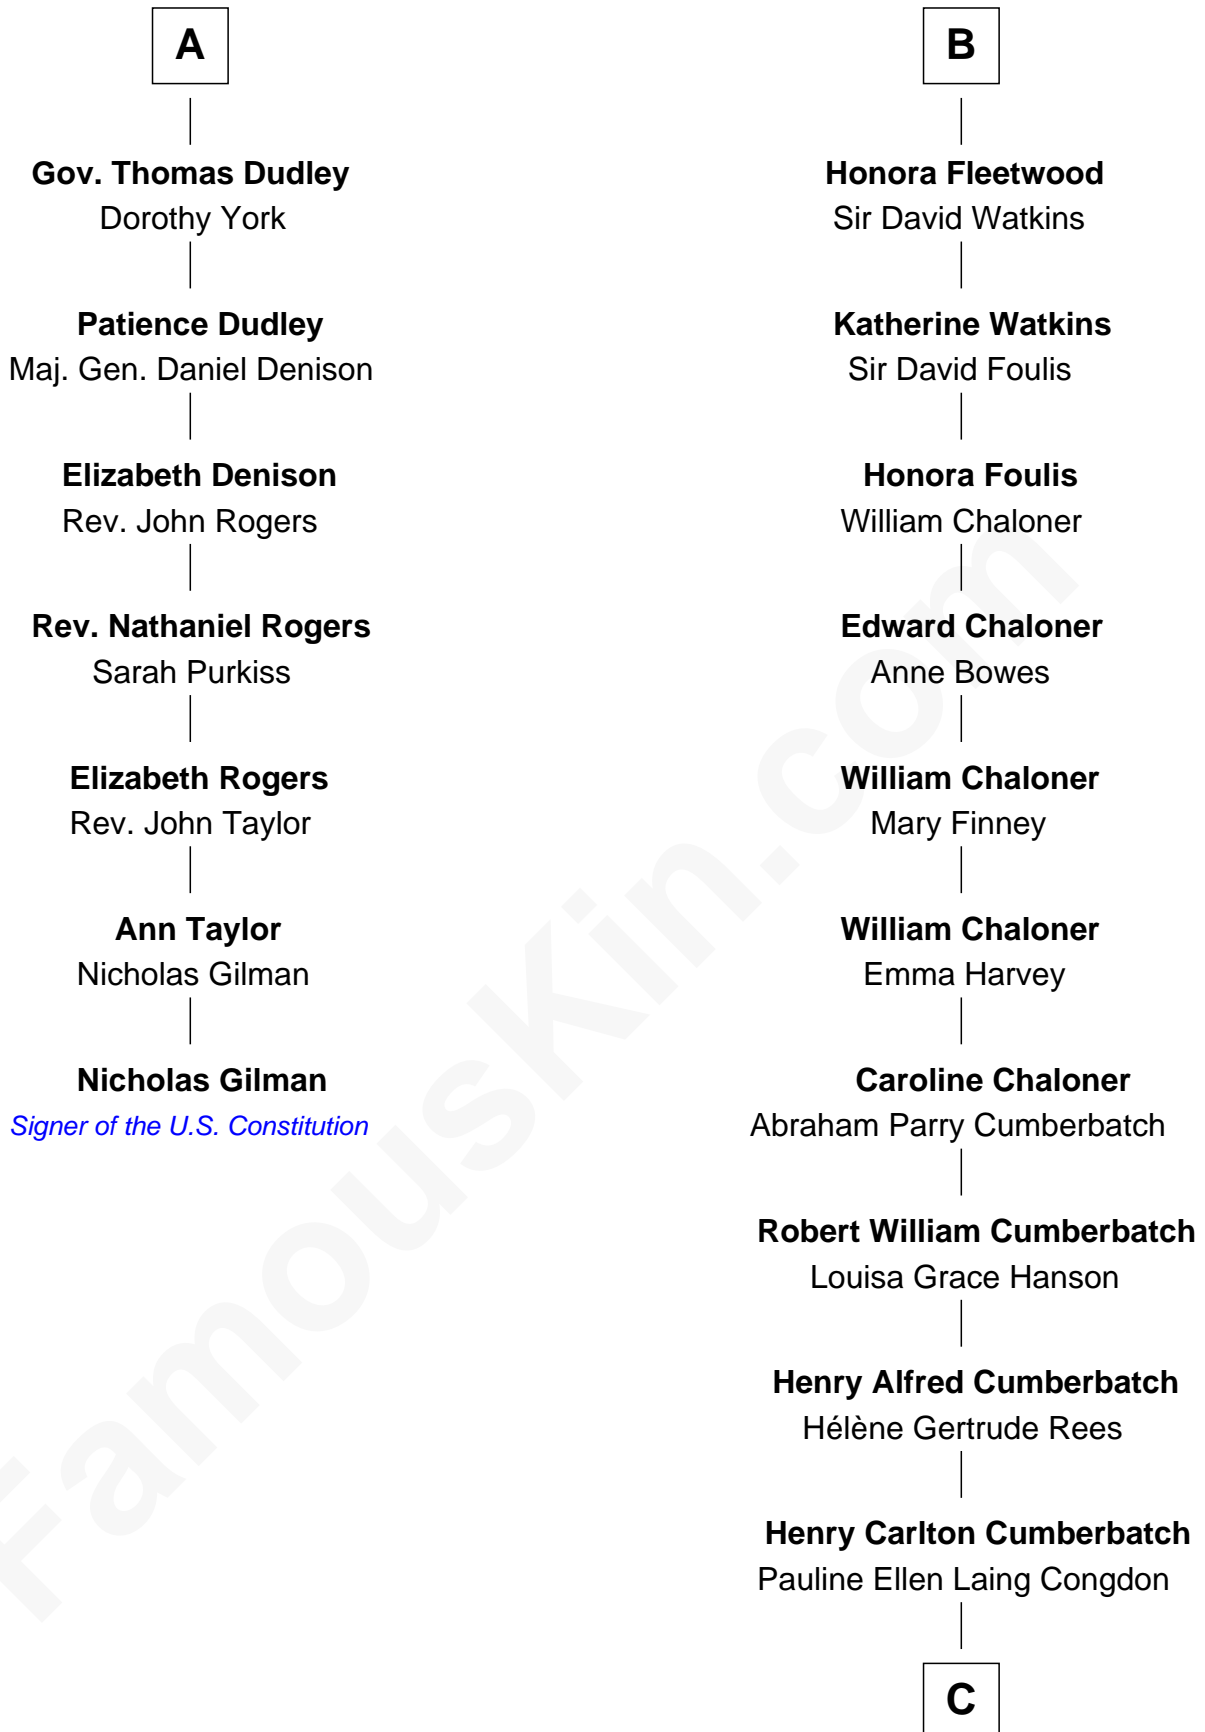 A
Gov. Thomas Dudley
Dorothy York
Patience Dudley
Maj. Gen. Daniel Denison
Elizabeth Denison
Rev. John Rogers
Rev. Nathaniel Rogers
Sarah Purkiss
Elizabeth Rogers
Rev. John Taylor
Ann Taylor
Nicholas Gilman
Nicholas Gilman
Signer of the U.S. Constitution
B
Honora Fleetwood
Sir David Watkins
Katherine Watkins
Sir David Foulis
Honora Foulis
William Chaloner
Edward Chaloner
Anne Bowes
William Chaloner
Mary Finney
William Chaloner
Emma Harvey
Caroline Chaloner
Abraham Parry Cumberbatch
Robert William Cumberbatch
Louisa Grace Hanson
Henry Alfred Cumberbatch
Hélène Gertrude Rees
Henry Carlton Cumberbatch
Pauline Ellen Laing Congdon
C
FamousKin.com